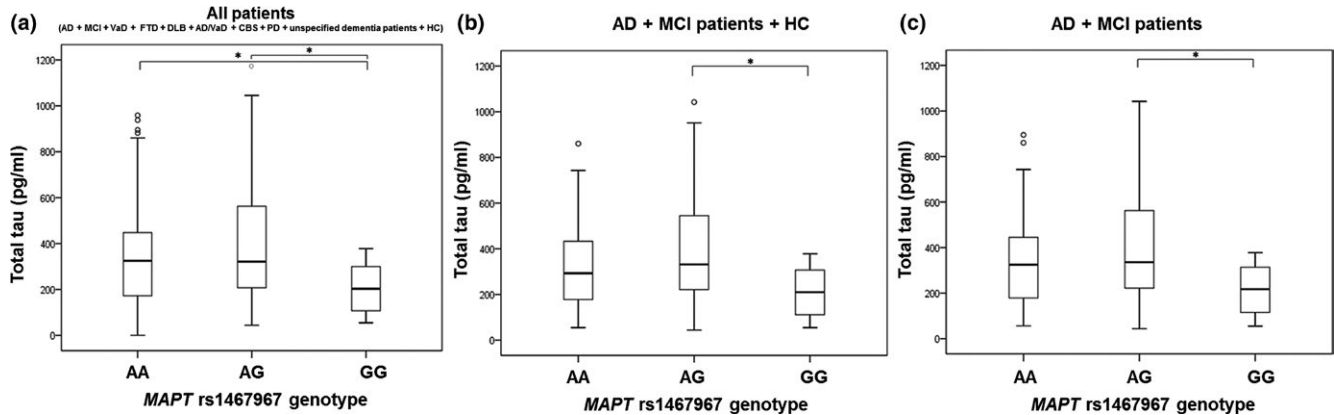 (a)
All patients
(AD + MCI + VaD + FTD + DLB + AD/VaD + CBS + PD + unspecified dementia patients + HC)
*
*
Total tau (pg/ml)
1200
1000
800
600
400
200
0
AA
AG
GG
MAPT rs1467967 genotype
(b)
AD + MCI patients + HC
*
Total tau (pg/ml)
1200
1000
800
600
400
200
0
AA
AG
GG
MAPT rs1467967 genotype
(c)
AD + MCI patients
*
Total tau (pg/ml)
1200
1000
800
600
400
200
0
AA
AG
GG
MAPT rs1467967 genotype